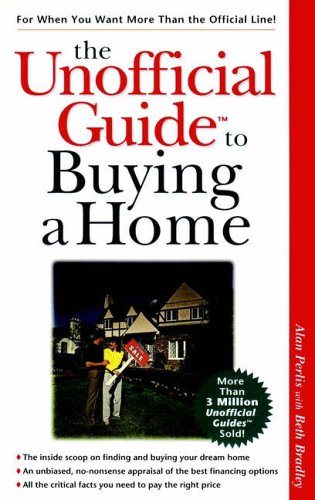 For When You Want More Than the Official Line!
the
Unofficial
Guide™ to
Buying
a Home
Alan Perlis with Beth Bradley
SALE
More
Than
3 Million
Unofficial
Guides™
Sold!
• The inside scoop on finding and buying your dream home
• An unbiased, no-nonsense appraisal of the best financing options
• All the critical facts you need to pay the right price